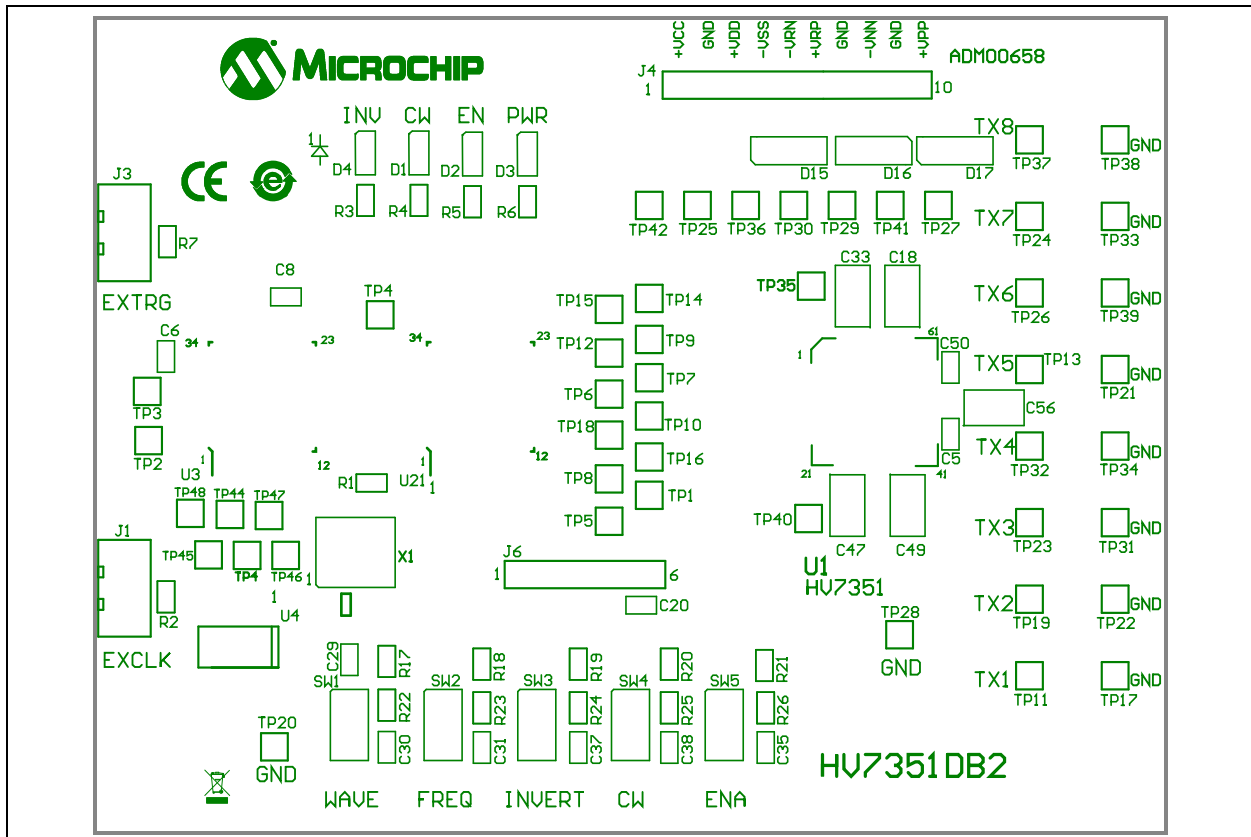 +VCC GND +VDD -VSS -VRN +VRP GND -VNN GND +VPP
MICROCHIP
ADM00658
J4
1 10
INV CW EN PWR
1
D4 D1 D2 D3
R3 R4 R5 R6
TX8
TP37 TP38 GND
D15 D16 D17
J3
R7
EXTRG
TP42 TP25 TP36 TP30 TP29 TP41 TP27
TX7
TP24 TP33 GND
C8
TP4
C33 C18
TP35
TP15 TP14
TX6
TP26 TP39 GND
C6
34 23 34 23
TP12 TP9
1 61
C50
TX5 TP13
TP21 GND
TP3
TP6 TP7
C56
TP2
TP18 TP10
C5
TX4
TP32 TP34 GND
U3 1 12 1 12
R1 U21 1
TP8 TP16
21 41
TP48 TP44 TP47
TP1
TP5
TP40
C47 C49
TX3
TP23 TP31 GND
J1
TP45 TP4 TP46
X1
1
J6
1 6
U1
HV7351
R2
1
U4
C20
TX2
TP19 TP22 GND
TP28
GND
EXCLK
C29 R17 R18 R19 R20 R21
SW1 SW2 SW3 SW4 SW5
R22 R23 R24 R25 R26
TX1
TP11 TP17 GND
TP20
GND
C30 C31 C37 C38 C35
HV7351DB2
WAVE FREQ INVERT CW ENA